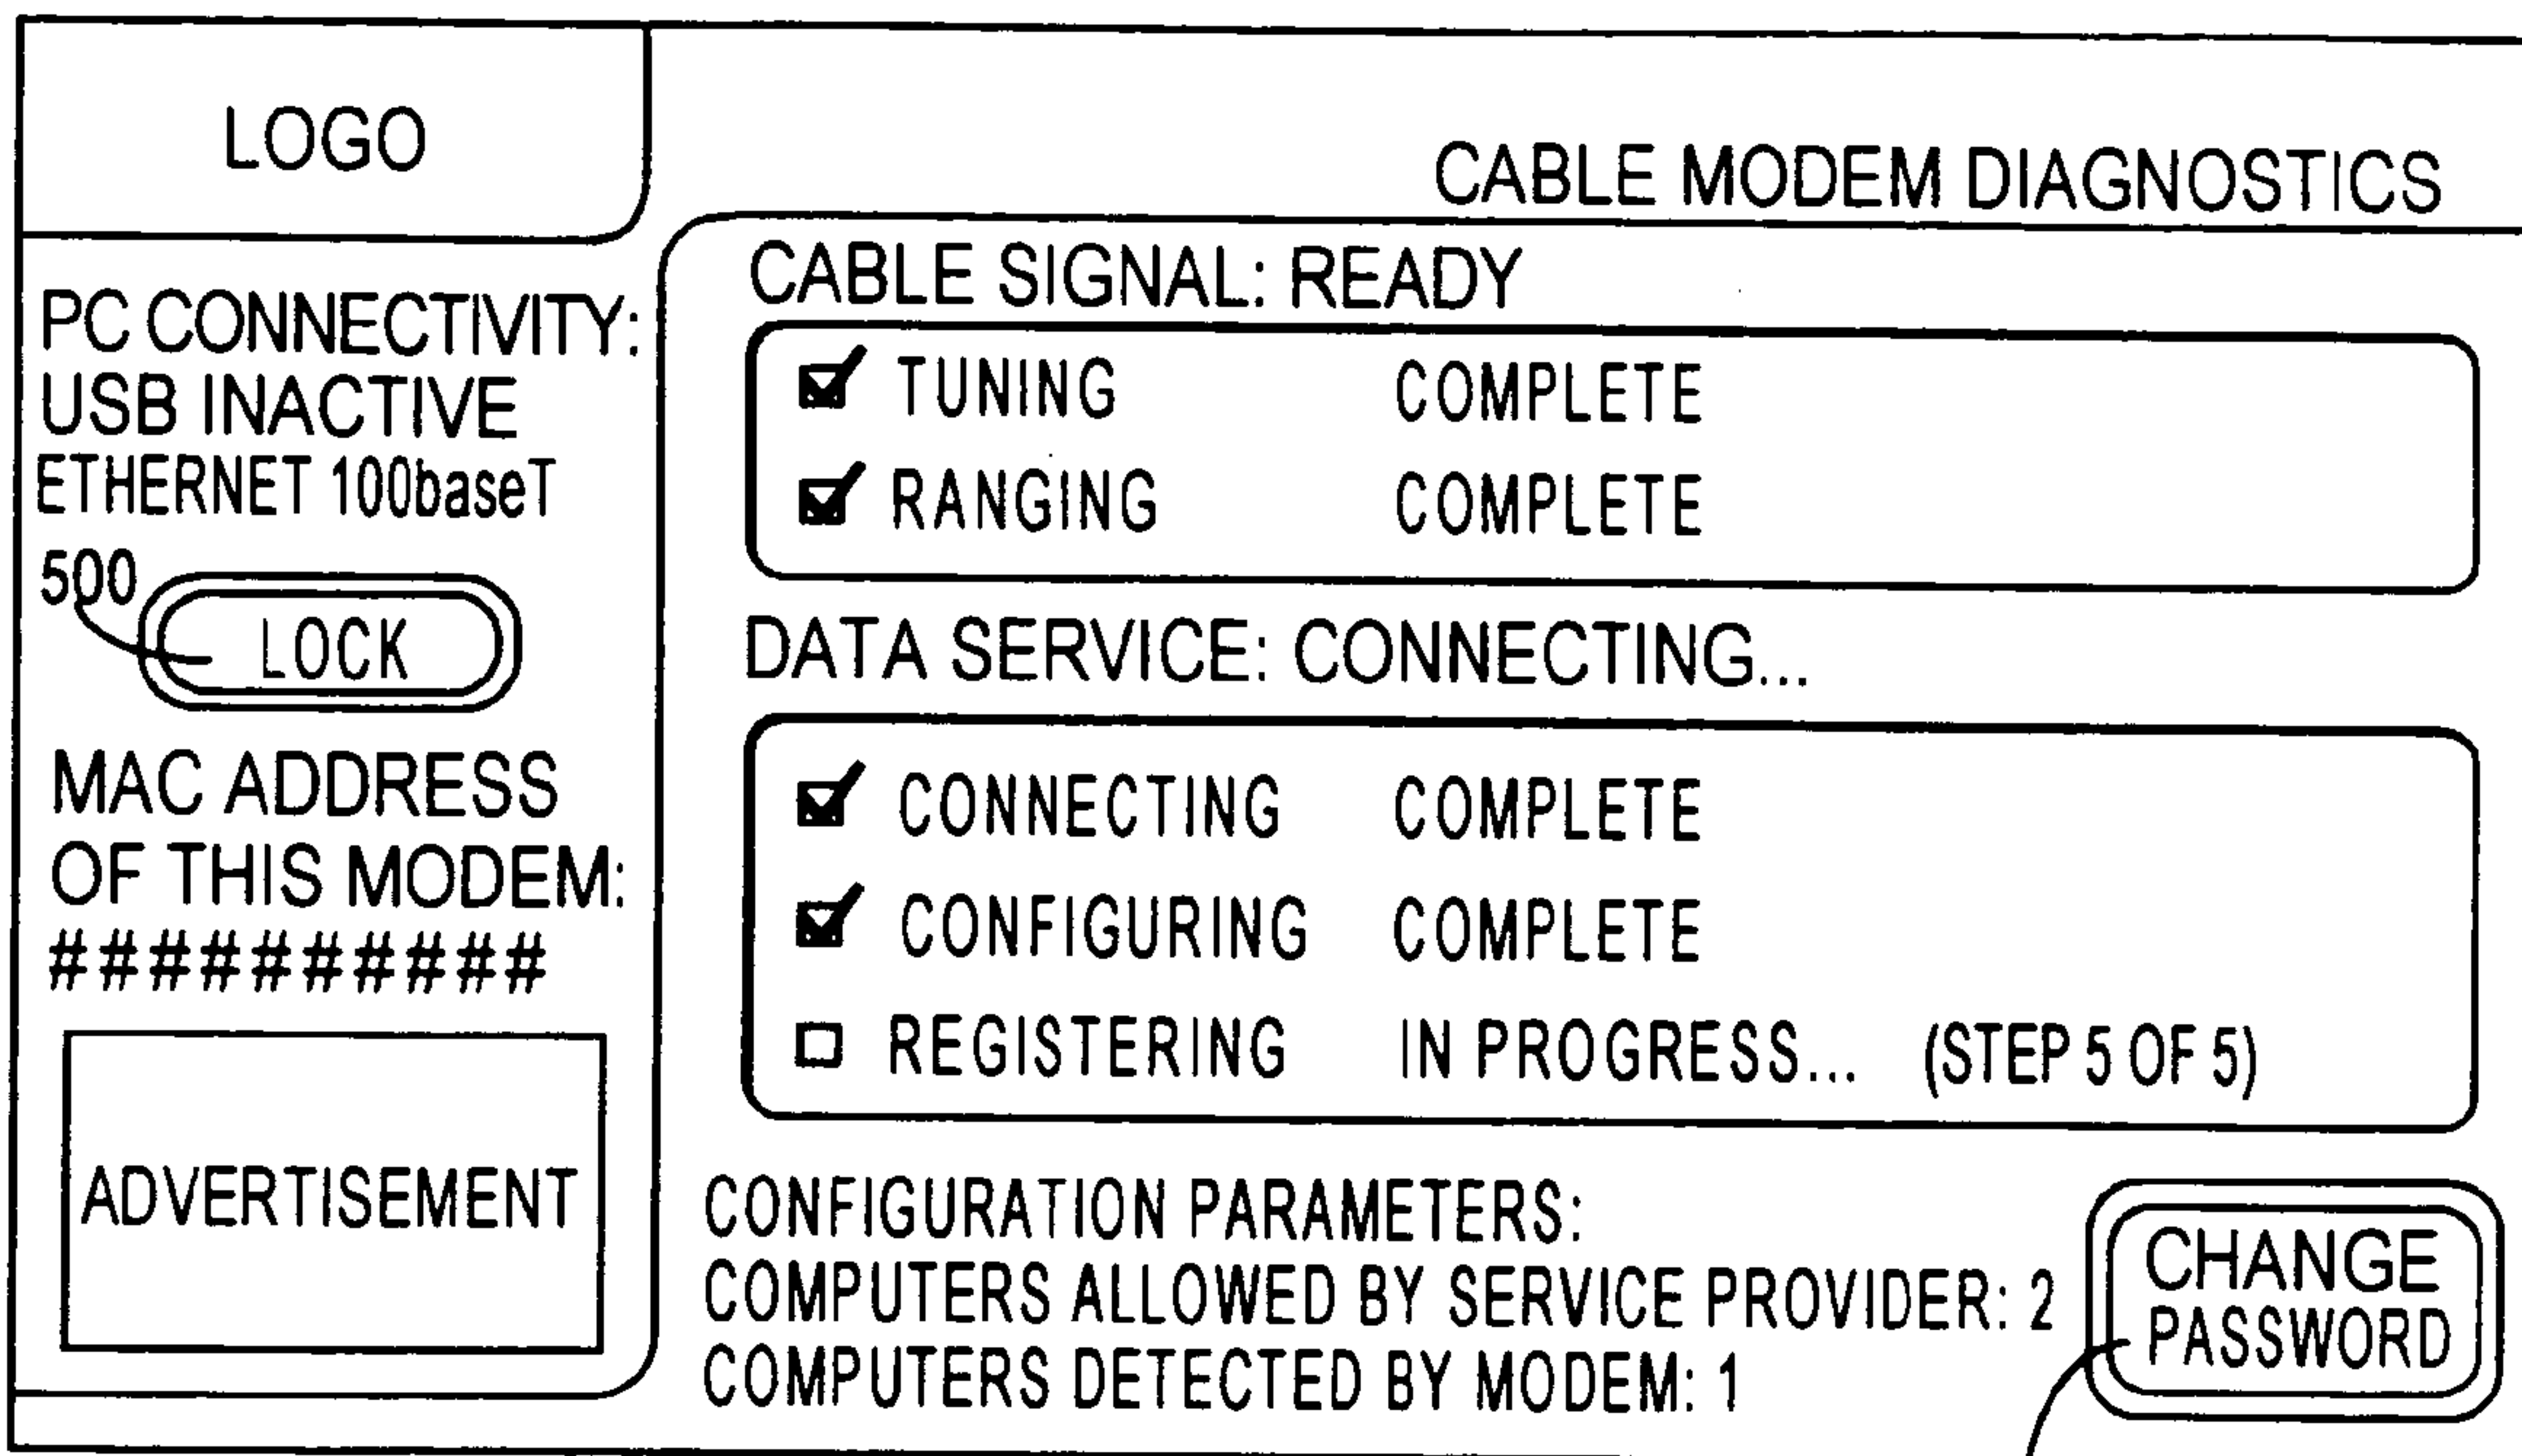 LOGO
CABLE MODEM DIAGNOSTICS
PC CONNECTIVITY:
USB INACTIVE
ETHERNET 100baseT
500
LOCK
MAC ADDRESS
OF THIS MODEM:
##########
ADVERTISEMENT
CABLE SIGNAL: READY
TUNING COMPLETE
RANGING COMPLETE
DATA SERVICE: CONNECTING...
CONNECTING COMPLETE
CONFIGURING COMPLETE
REGISTERING IN PROGRESS... (STEP 5 OF 5)
CONFIGURATION PARAMETERS:
COMPUTERS ALLOWED BY SERVICE PROVIDER: 2
COMPUTERS DETECTED BY MODEM: 1
CHANGE
PASSWORD